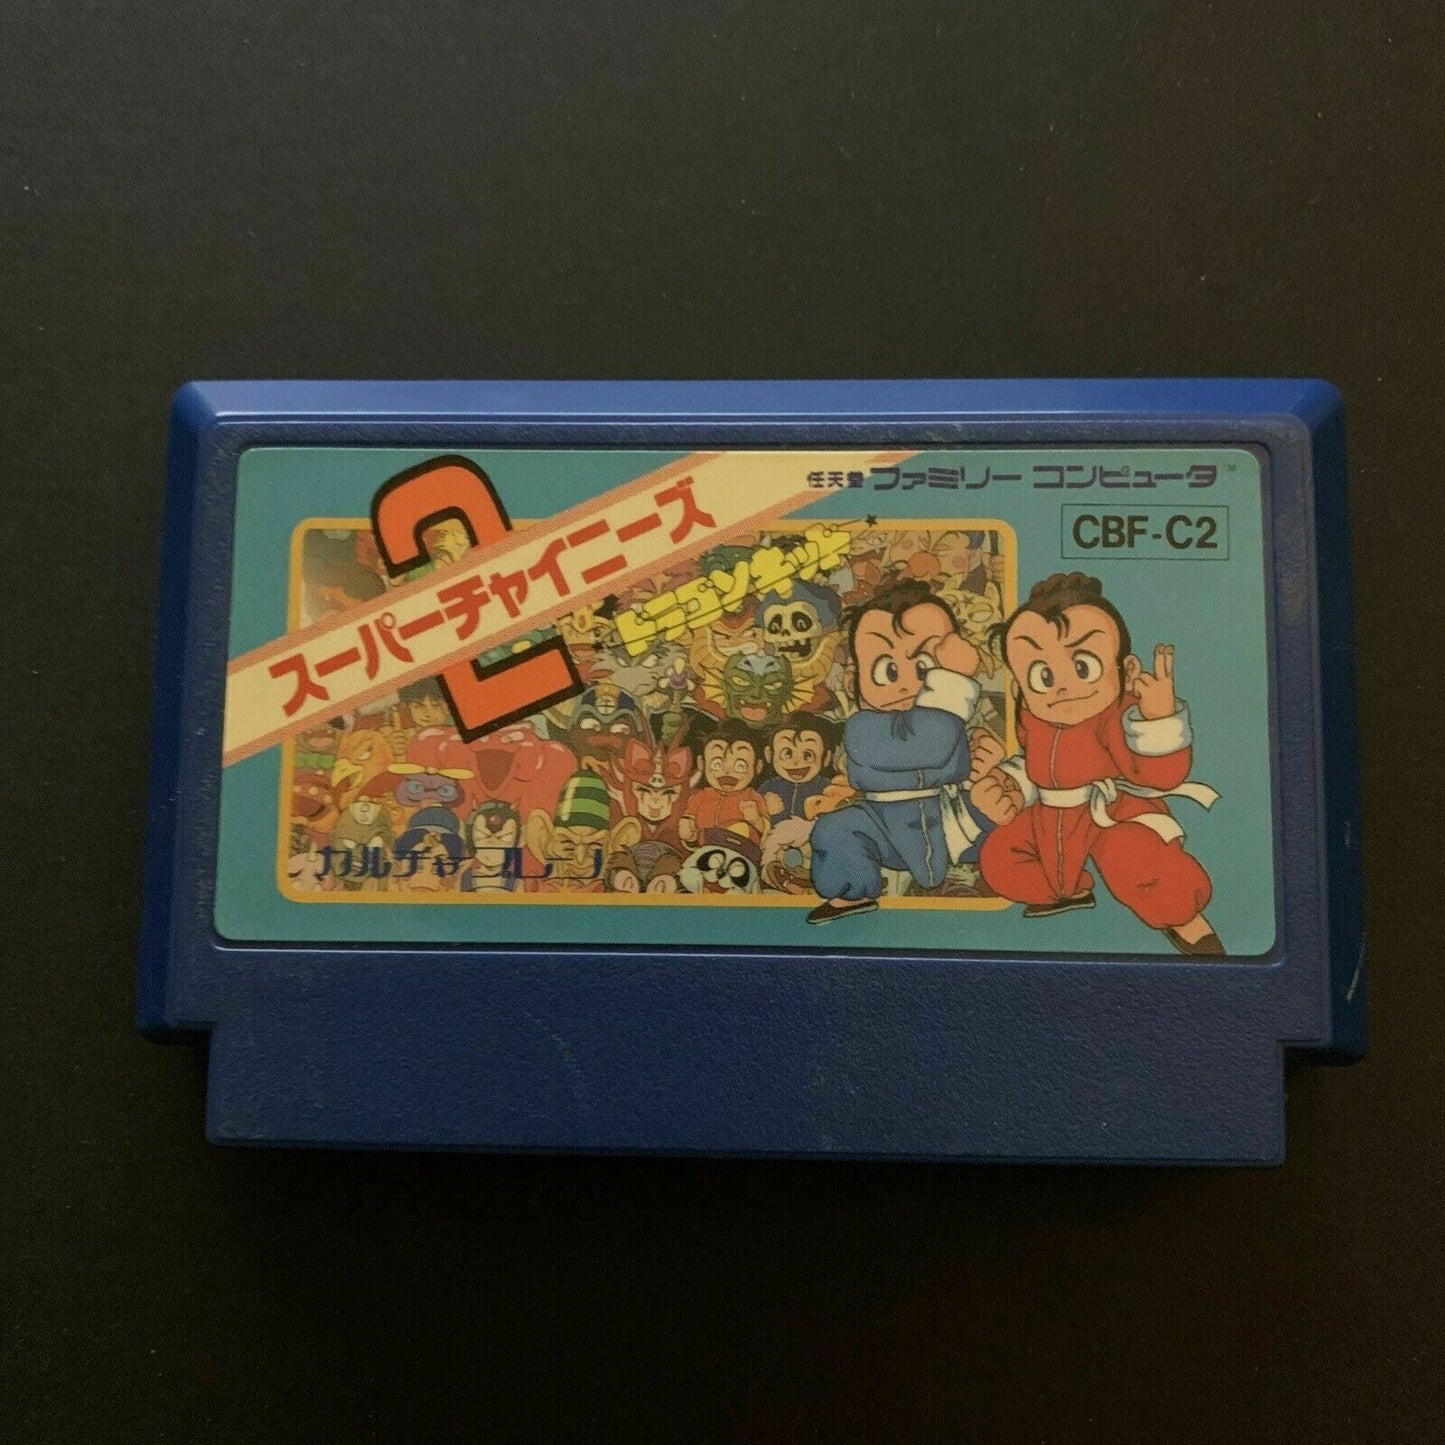 任天堂 ファミリー コンピュータ™
CBF-C2
2
スーパーチャイニーズ
ドラゴンキッド
カルチャーブレーン